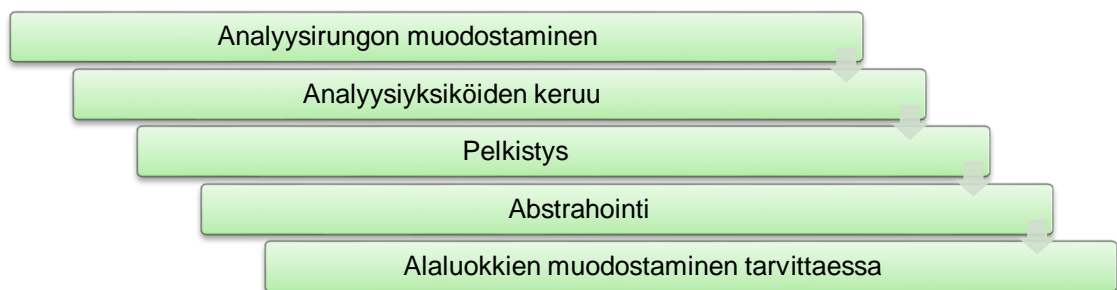 Analyysirungon muodostaminen
Analyysiyksiköiden keruu
Pelkistys
Abstrahointi
Alaluokkien muodostaminen tarvittaessa